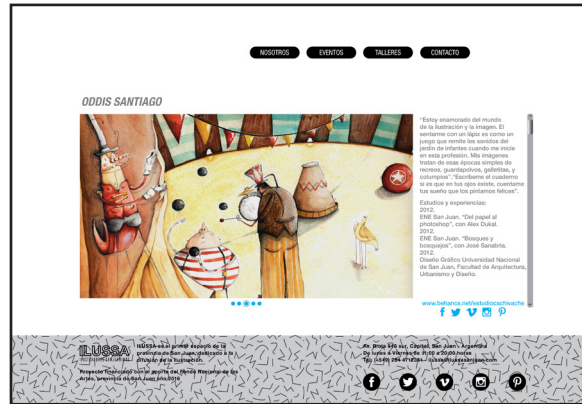 NOSOTROS
EVENTOS
TALLERES
CONTACTO
ODDIS SANTIAGO
"Estoy enamorado del mundo
de la ilustración y la imagen. El
sentarme con un lápiz es como un
juego que remite los sonidos del
jardín de infantes cuando me inicie
en esta profesión. Mis imágenes
tratan de esas épocas simples de
recreos, guardapolvos, galletitas, y
columpios"."Escribeme el cuaderno
si es que en tus ojos existe, cuentame
tus sueño que los pintamos felices".
Estudios y experiencias:
2012.
ENE San Juan. "Del papel al
photoshop", con Alex Dukal.
2012.
ENE San Juan. "Bosques y
bosquejos", con José Sanabria.
2012.
Diseño Gráfico Universidad Nacional
de San Juan, Facultad de Arquitectura,
Urbanismo y Diseño.
www.behance.net/estudiocachivache
ILUSSA
ILUSSA es el primer espacio de la
provincia de San Juan, dedicado a la
difusión de la ilustración.
Proyecto financiado con el aporte del Fondo Nacional de las
Artes, provincia de San Juan año 2015
Av. Rioja 948 sur, Capital, San Juan - Argentina
De lunes a Viernes de
a 20:00 horas
Tel: (+549) 264